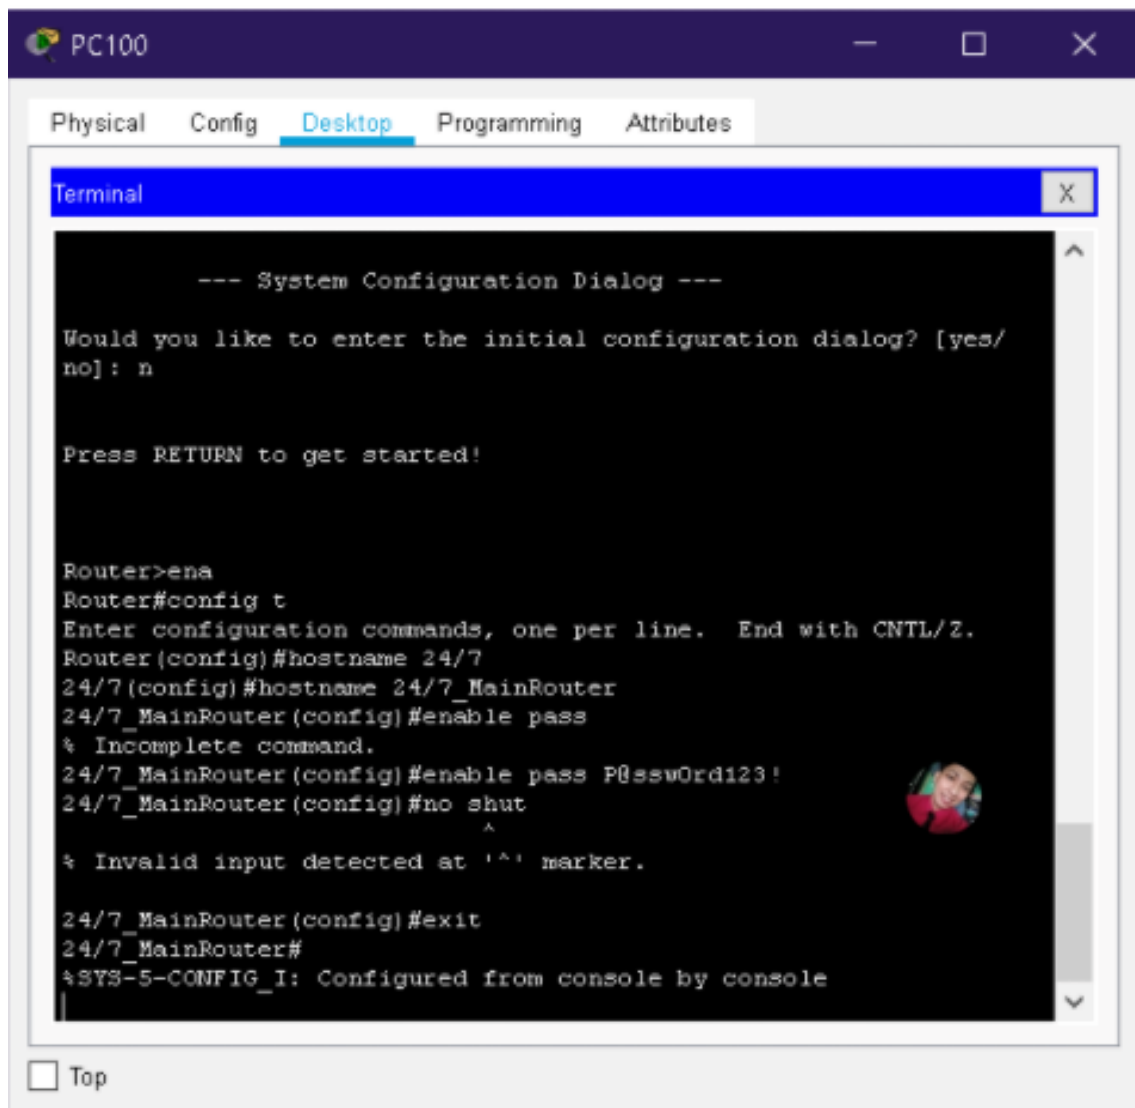 PC100
Physical Config Desktop Programming Attributes
Terminal X
--- System Configuration Dialog ---
Would you like to enter the initial configuration dialog? [yes/
no]: n
Press RETURN to get started!
Router>ena
Router#config t
Enter configuration commands, one per line.  End with CNTL/Z.
Router(config)#hostname 24/7
24/7(config)#hostname 24/7_MainRouter
24/7_MainRouter(config)#enable pass
% Incomplete command.
24/7_MainRouter(config)#enable pass P@ssw0rd123!
24/7_MainRouter(config)#no shut
^
% Invalid input detected at '^' marker.
24/7_MainRouter(config)#exit
24/7_MainRouter#
%SYS-5-CONFIG_I: Configured from console by console
Top